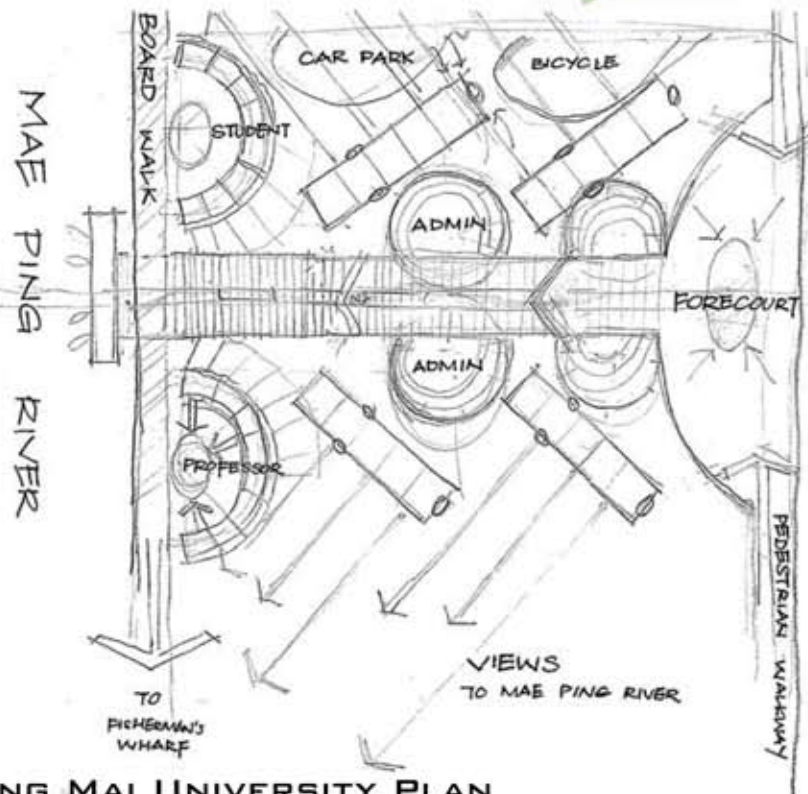 BOARD WALK
CAR PARK
BICYCLE
STUDENT
MAE PING RIVER
ADMIN
FORECOURT
ADMIN
PROFESSOR
PEDESTRIAN WALKWAY
VIEWS
TO MAE PING RIVER
TO
FISHERMAN'S
WHARF
NG MAI UNIVERSITY PLAN